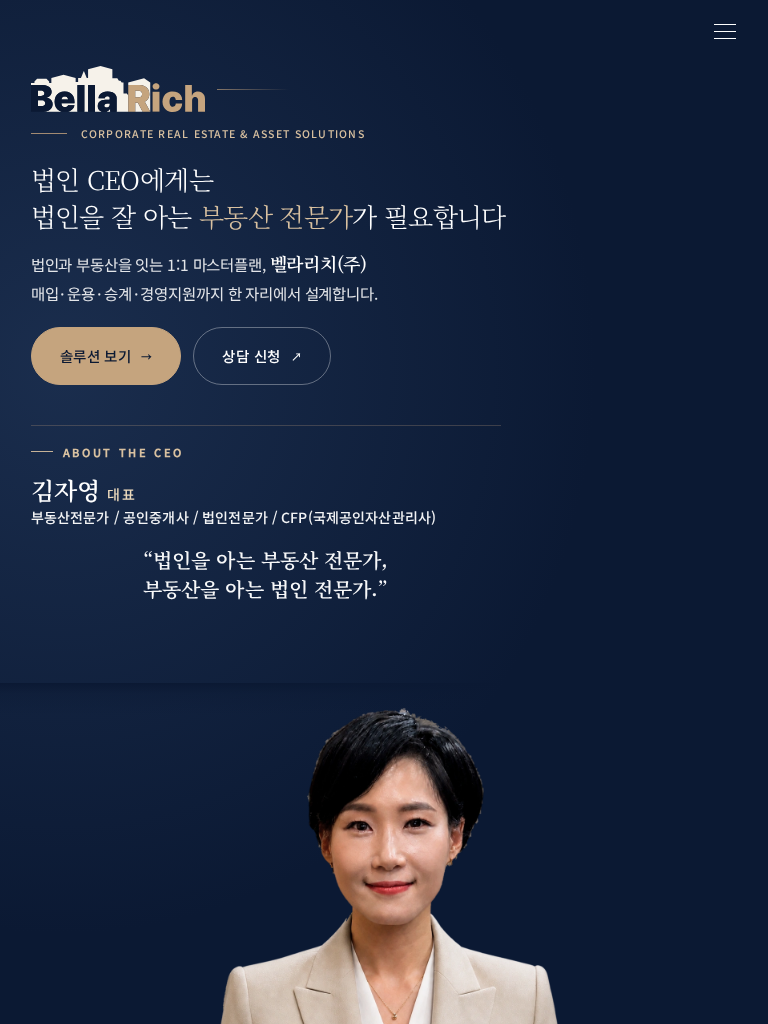 Bella Rich
CORPORATE REAL ESTATE & ASSET SOLUTIONS
법인 CEO에게는
법인을 잘 아는 부동산 전문가가 필요합니다
법인과 부동산을 잇는 1:1 마스터플랜, 벨라리치(주)
매입·운용·승계·경영지원까지 한 자리에서 설계합니다.
솔루션 보기 →
상담 신청 ↗
ABOUT THE CEO
김자영 대표
부동산전문가 / 공인중개사 / 법인전문가 / CFP(국제공인자산관리사)
“법인을 아는 부동산 전문가,
부동산을 아는 법인 전문가.”